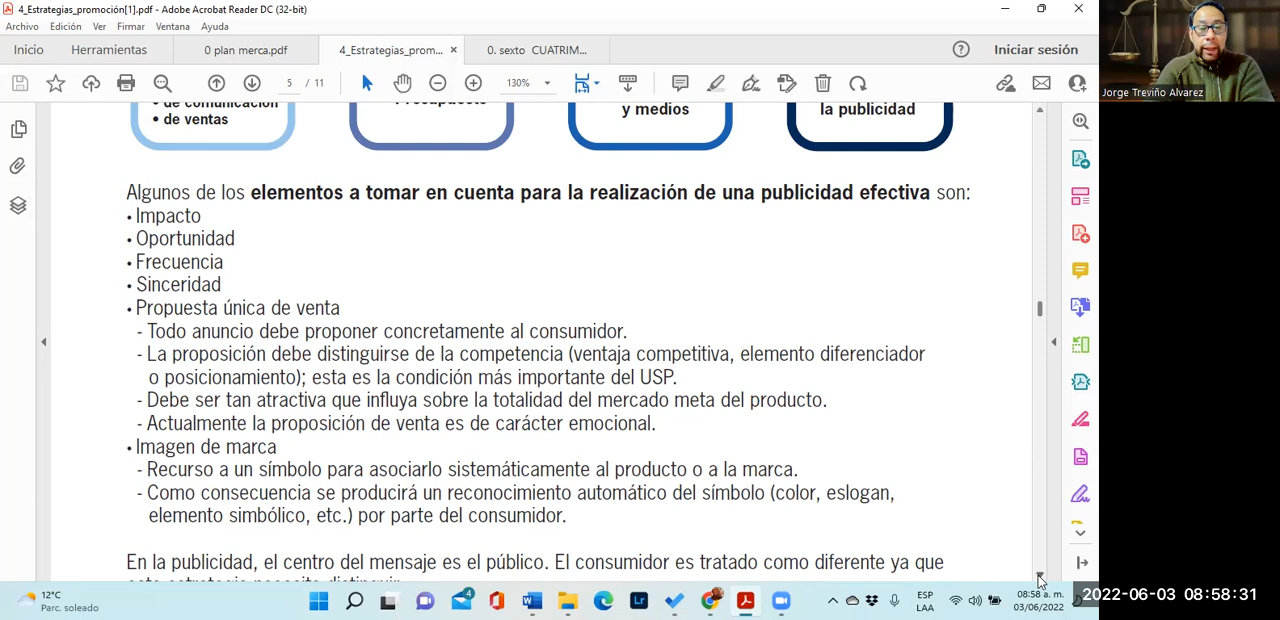 4_Estrategias_promoción[1].pdf - Adobe Acrobat Reader DC (32-bit)
Archivo Edición Ver Firmar Ventana Ayuda
Inicio Herramientas 0 plan merca.pdf 4_Estrategias_prom... × 0. sexto CUATRIM... Iniciar sesión
5 / 11 130%
Jorge Treviño Alvarez
• de comunicación
• de ventas
Presupuesto
y medios
la publicidad
Algunos de los elementos a tomar en cuenta para la realización de una publicidad efectiva son:
• Impacto
• Oportunidad
• Frecuencia
• Sinceridad
• Propuesta única de venta
- Todo anuncio debe proponer concretamente al consumidor.
- La proposición debe distinguirse de la competencia (ventaja competitiva, elemento diferenciador
o posicionamiento); esta es la condición más importante del USP.
- Debe ser tan atractiva que influya sobre la totalidad del mercado meta del producto.
- Actualmente la proposición de venta es de carácter emocional.
• Imagen de marca
- Recurso a un símbolo para asociarlo sistemáticamente al producto o a la marca.
- Como consecuencia se producirá un reconocimiento automático del símbolo (color, eslogan,
elemento simbólico, etc.) por parte del consumidor.
En la publicidad, el centro del mensaje es el público. El consumidor es tratado como diferente ya que
esta estrategia necesita distinguir
12°C
Parc. soleado
4
ESP
LAA
08:58 a. m.
03/06/2022
2022-06-03 08:58:31